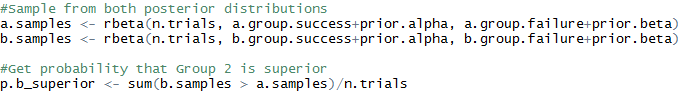 #Sample from both posterior distributions
a.samples <- rbeta(n.trials, a.group.success+prior.alpha, a.group.failure+prior.beta)
b.samples <- rbeta(n.trials, b.group.success+prior.alpha, b.group.failure+prior.beta)
#Get probability that Group 2 is superior
p.b_superior <- sum(b.samples > a.samples)/n.trials